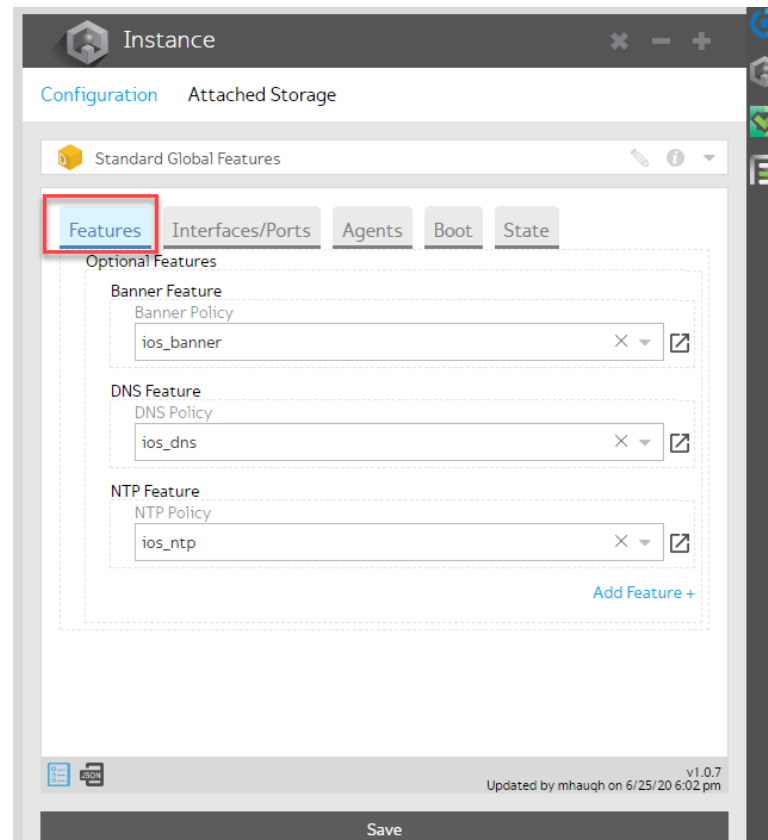 Instance
Configuration Attached Storage
Standard Global Features
Features Interfaces/Ports Agents Boot State
Optional Features
Banner Feature
Banner Policy
ios_banner
DNS Feature
DNS Policy
ios_dns
NTP Feature
NTP Policy
ios_ntp
Add Feature +
JSON
v1.0.7
Updated by mhaugh on 6/25/20 6:02 pm
Save